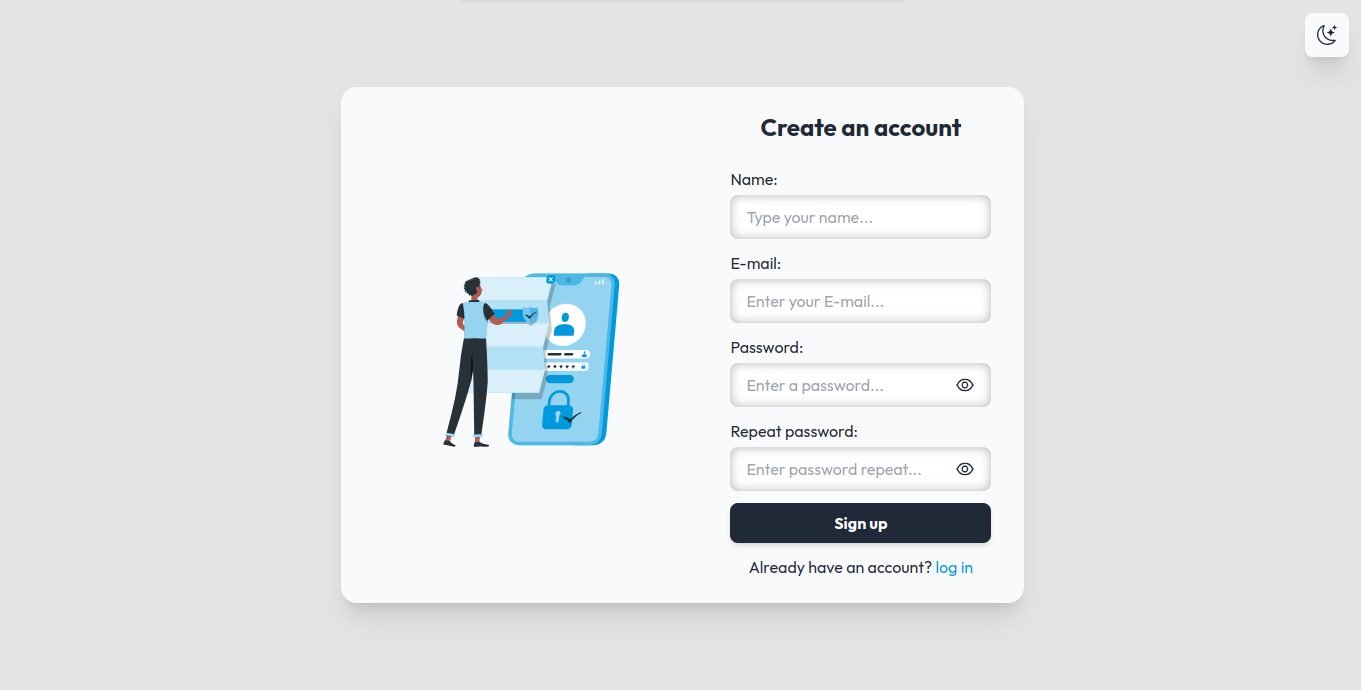 Create an account
Name:
Type your name...
E-mail:
Enter your E-mail...
Password:
Enter a password...
Repeat password:
Enter password repeat...
Sign up
Already have an account? log in